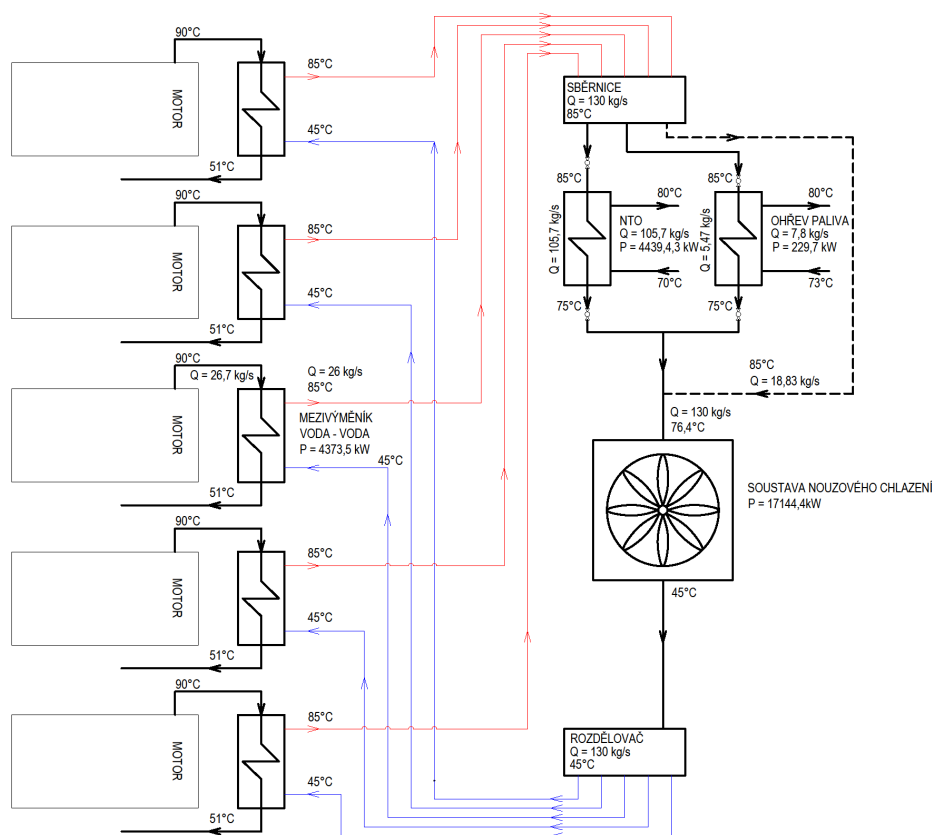 90°C
85°C
MOTOR
45°C
51°C
90°C
85°C
MOTOR
45°C
51°C
90°C
Q = 26,7 kg/s
Q = 26 kg/s
85°C
MOTOR
MEZIVÝMĚNÍK
VODA - VODA
P = 4373,5 kW
45°C
51°C
90°C
85°C
MOTOR
45°C
51°C
90°C
85°C
MOTOR
45°C
51°C
SBĚRNICE
Q = 130 kg/s
85°C
85°C
80°C
Q = 105,7 kg/s
NTO
Q = 105,7 kg/s
P = 4439,4,3 kW
70°C
75°C
85°C
80°C
Q = 5,47 kg/s
OHŘEV PALIVA
Q = 7,8 kg/s
P = 229,7 kW
73°C
75°C
85°C
Q = 18,83 kg/s
Q = 130 kg/s
76,4°C
SOUSTAVA NOUZOVÉHO CHLAZENÍ
P = 17144,4kW
45°C
ROZDĚLOVAČ
Q = 130 kg/s
45°C